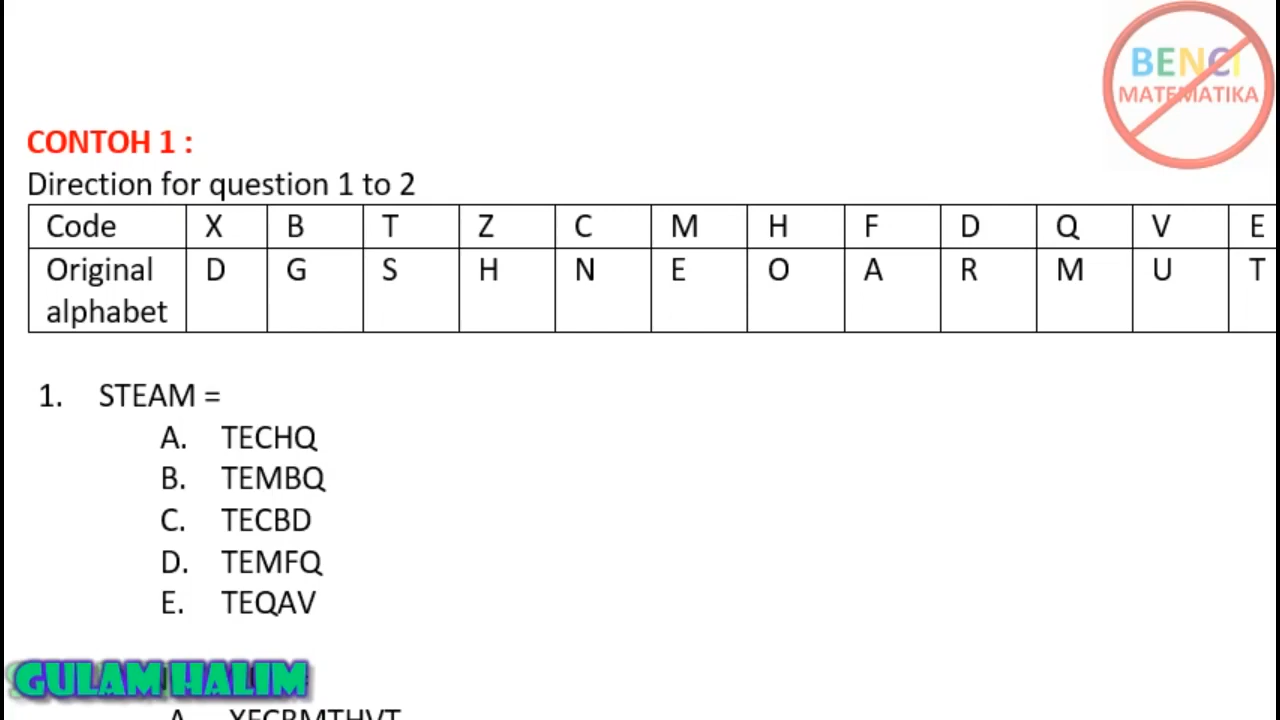 BENCI
MATEMATIKA
CONTOH 1 :
Direction for question 1 to 2
Code X B T Z C M H F D Q V E
Original alphabet D G S H N E O A R M U T
1. STEAM =
A. TECHQ
B. TEMBQ
C. TECBD
D. TEMFQ
E. TEQAV
GULAM HALIM
A. XFCBMTHVT